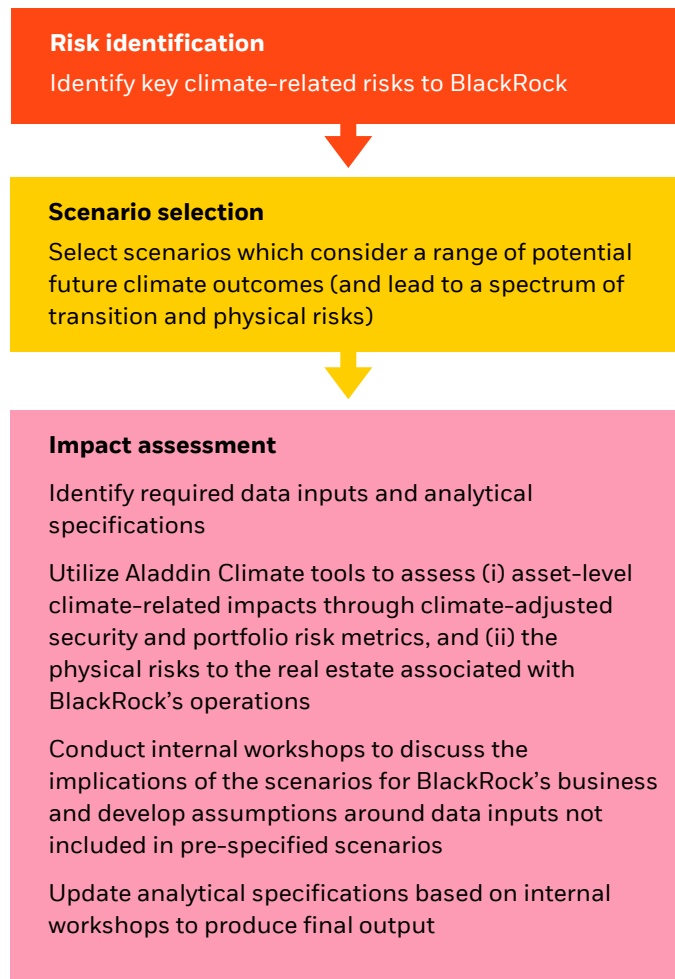 Risk identification
Identify key climate-related risks to BlackRock
Scenario selection
Select scenarios which consider a range of potential
future climate outcomes (and lead to a spectrum of
transition and physical risks)
Impact assessment
Identify required data inputs and analytical
specifications
Utilize Aladdin Climate tools to assess (i) asset-level
climate-related impacts through climate-adjusted
security and portfolio risk metrics, and (ii) the
physical risks to the real estate associated with
BlackRock’s operations
Conduct internal workshops to discuss the
implications of the scenarios for BlackRock’s business
and develop assumptions around data inputs not
included in pre-specified scenarios
Update analytical specifications based on internal
workshops to produce final output